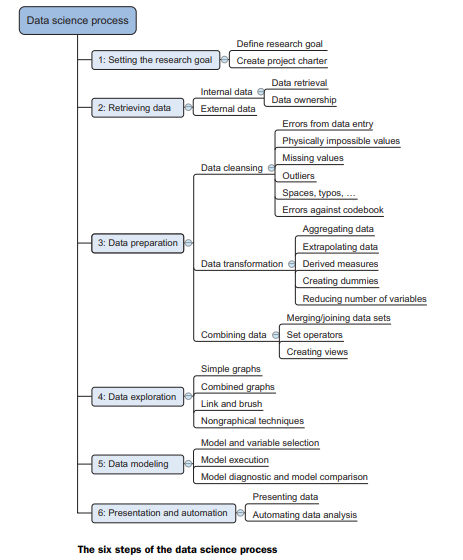 Data science process
1: Setting the research goal
Define research goal
Create project charter
2: Retrieving data
Internal data
Data retrieval
Data ownership
External data
3: Data preparation
Data cleansing
Errors from data entry
Physically impossible values
Missing values
Outliers
Spaces, typos, …
Errors against codebook
Data transformation
Aggregating data
Extrapolating data
Derived measures
Creating dummies
Reducing number of variables
Combining data
Merging/joining data sets
Set operators
Creating views
4: Data exploration
Simple graphs
Combined graphs
Link and brush
Nongraphical techniques
5: Data modeling
Model and variable selection
Model execution
Model diagnostic and model comparison
6: Presentation and automation
Presenting data
Automating data analysis
The six steps of the data science process